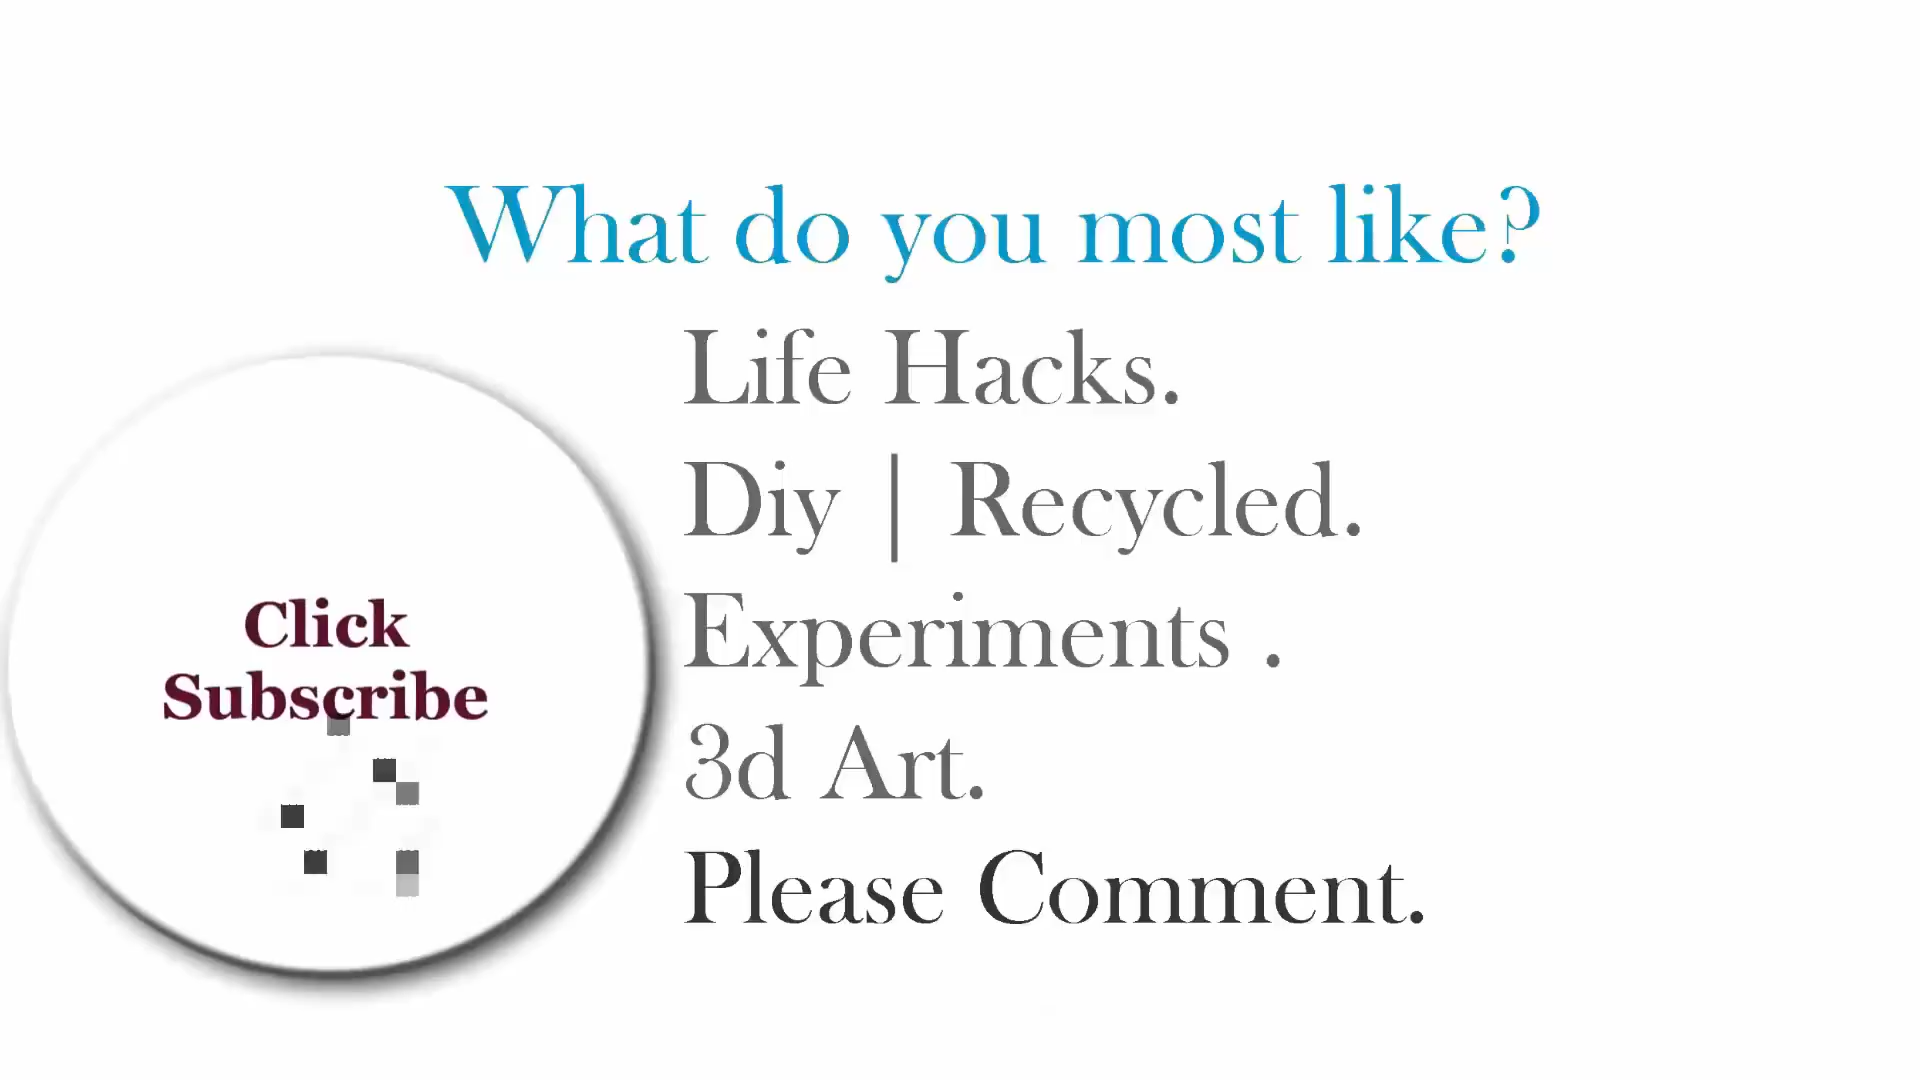 What do you most like?
Life Hacks.
Diy | Recycled.
Experiments .
3d Art.
Please Comment.
Click
Subscribe